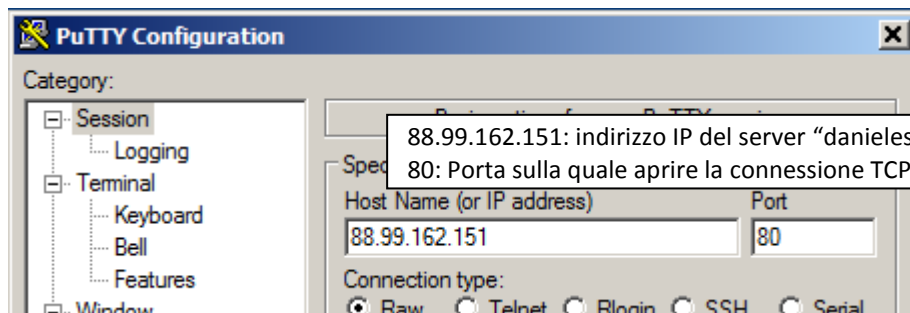 PuTTY Configuration
Category:
Session
Logging
Terminal
Keyboard
Bell
Features
Window
88.99.162.151: indirizzo IP del server “danieles
80: Porta sulla quale aprire la connessione TCP
Spec
Host Name (or IP address) Port
88.99.162.151 80
Connection type:
Raw Telnet Rlogin SSH Serial